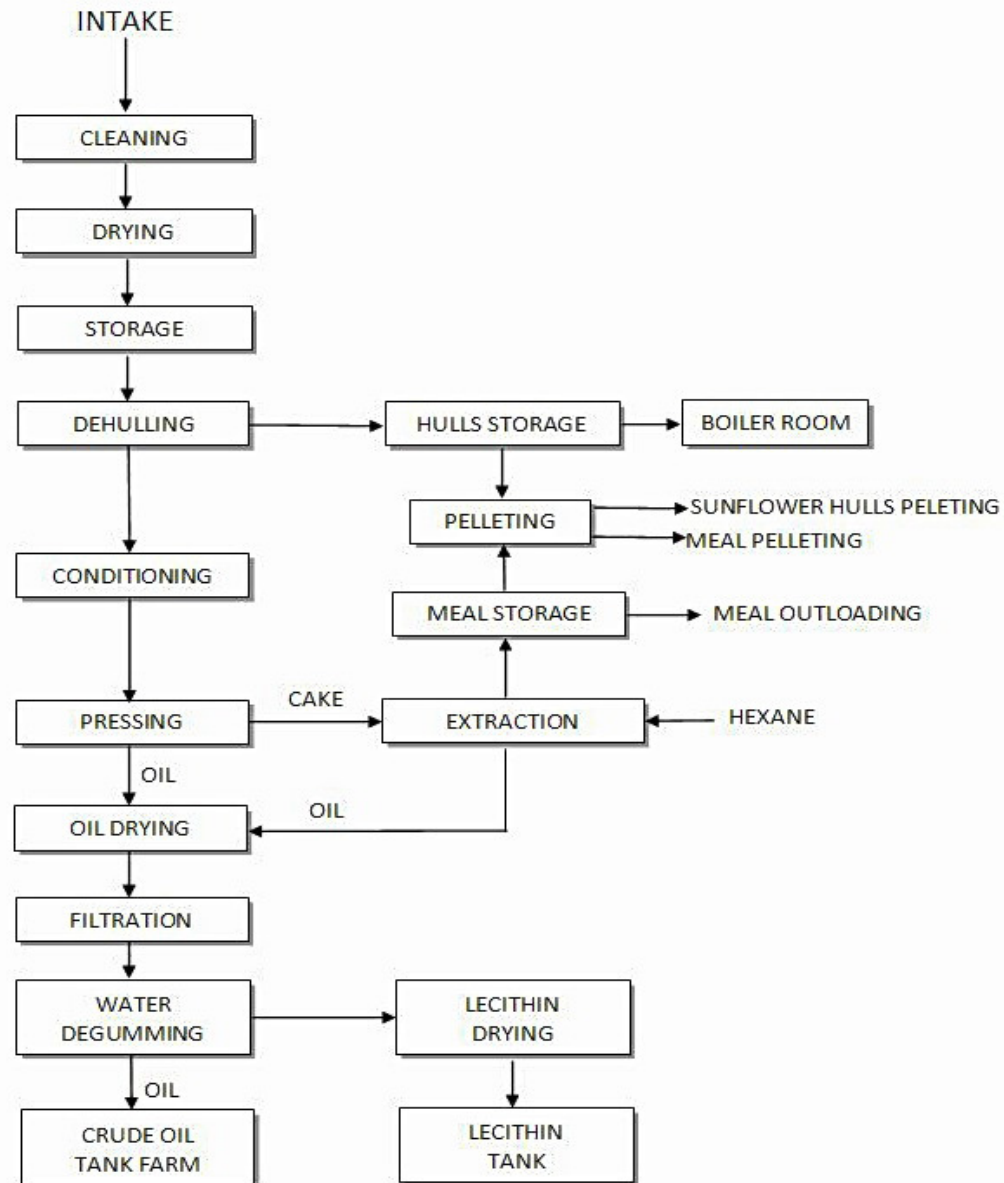 INTAKE
CLEANING
DRYING
STORAGE
DEHULLING
HULLS STORAGE
BOILER ROOM
PELLETING
SUNFLOWER HULLS PELETING
MEAL PELLETING
CONDITIONING
MEAL STORAGE
MEAL OUTLOADING
CAKE
PRESSING
EXTRACTION
HEXANE
OIL
OIL
OIL DRYING
FILTRATION
WATER
DEGUMMING
LECITHIN
DRYING
OIL
CRUDE OIL
TANK FARM
LECITHIN
TANK